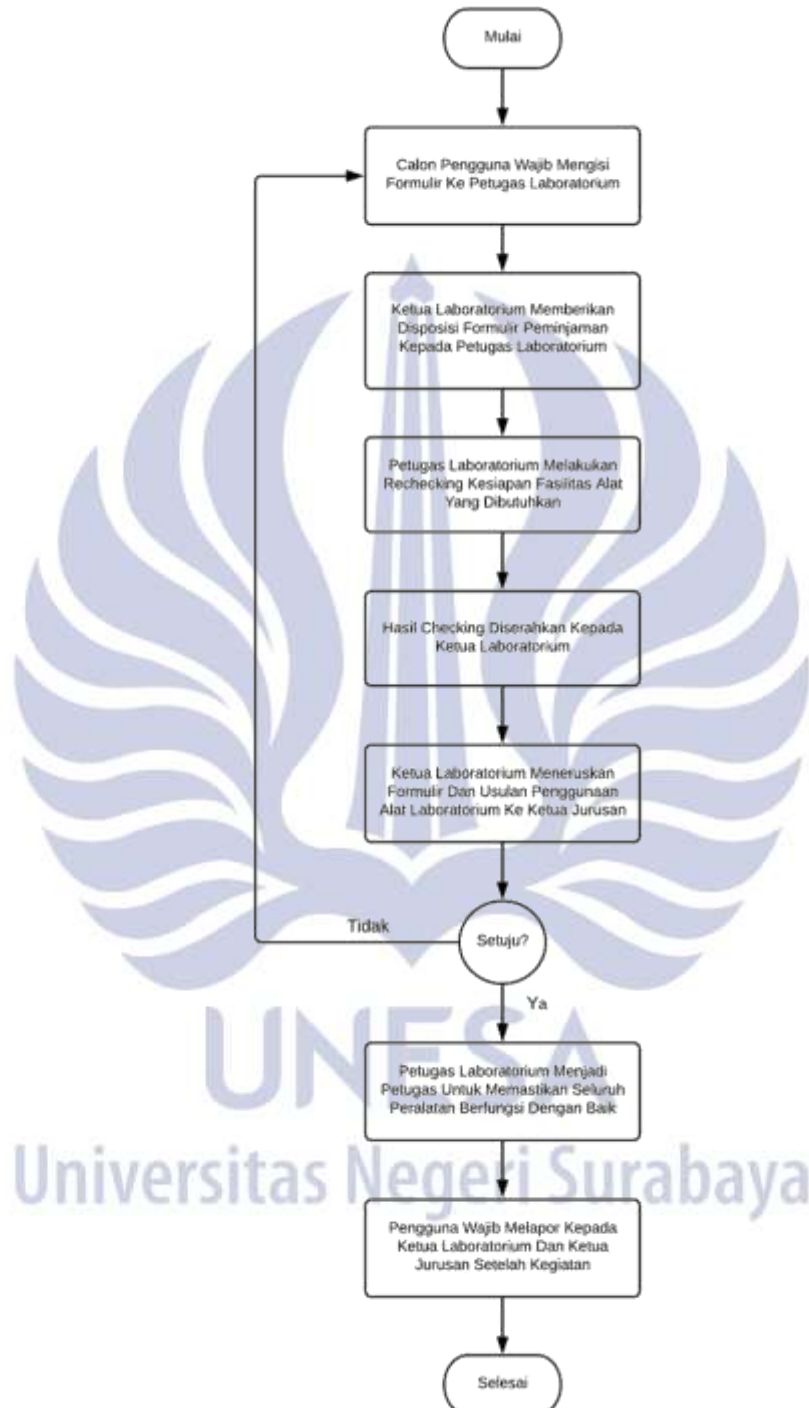 Mulai
Calon Pengguna Wajib Mengisi
Formulir Ke Petugas Laboratorium
Ketua Laboratorium Memberikan
Disposisi Formulir Peminjaman
Kepada Petugas Laboratorium
Petugas Laboratorium Melakukan
Rechecking Kesiapan Fasilitas Alat
Yang Dibutuhkan
Hasil Checking Diserahkan Kepada
Ketua Laboratorium
Ketua Laboratorium Meneruskan
Formulir Dan Usulan Penggunaan
Alat Laboratorium Ke Ketua Jurusan
Tidak
Setuju?
Ya
UNESA
Petugas Laboratorium Menjadi
Petugas Untuk Memastikan Seluruh
Peralatan Berfungsi Dengan Baik
Universitas Negeri Surabaya
Pengguna Wajib Melapor Kepada
Ketua Laboratorium Dan Ketua
Jurusan Setelah Kegiatan
Selesai